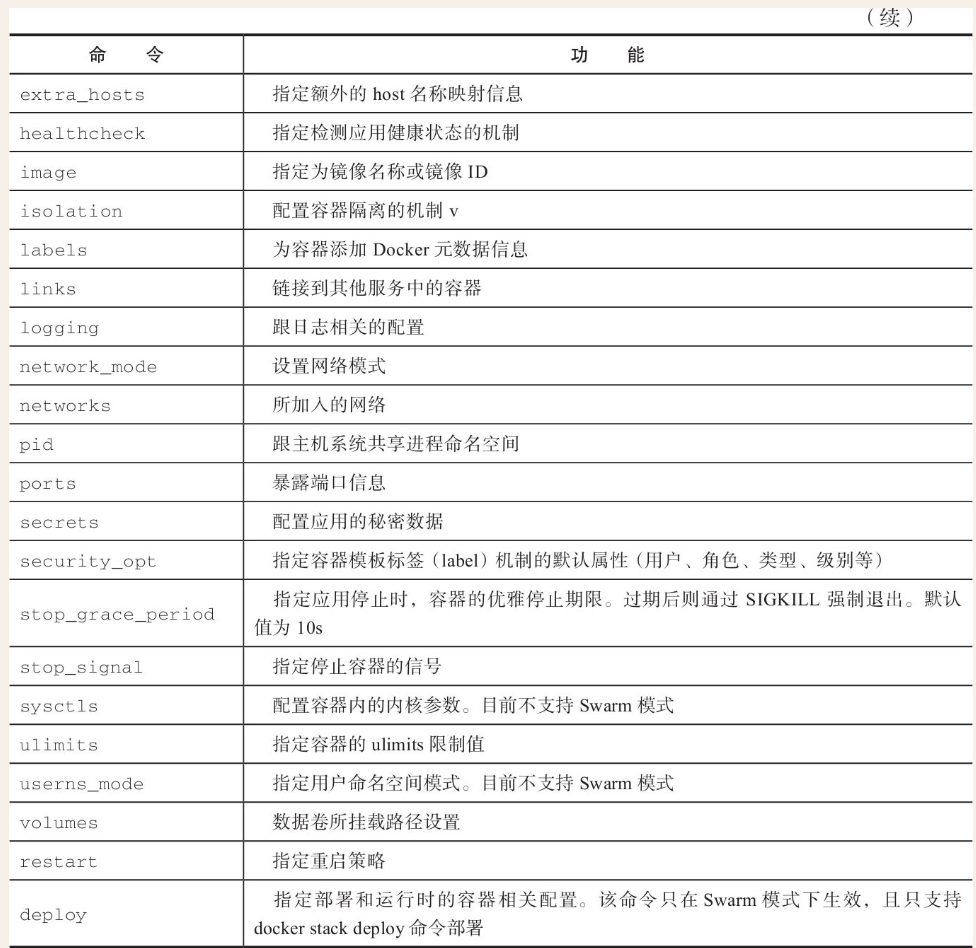 （续）
命 令 功 能
extra_hosts 指定额外的 host 名称映射信息
healthcheck 指定检测应用健康状态的机制
image 指定为镜像名称或镜像 ID
isolation 配置容器隔离的机制 v
labels 为容器添加 Docker 元数据信息
links 链接到其他服务中的容器
logging 跟日志相关的配置
network_mode 设置网络模式
networks 所加入的网络
pid 跟主机系统共享进程命名空间
ports 暴露端口信息
secrets 配置应用的秘密数据
security_opt 指定容器模板标签（label）机制的默认属性（用户、角色、类型、级别等）
stop_grace_period 指定应用停止时，容器的优雅停止期限。过期后则通过 SIGKILL 强制退出。默认
值为 10s
stop_signal 指定停止容器的信号
sysctls 配置容器内的内核参数。目前不支持 Swarm 模式
ulimits 指定容器的 ulimits 限制值
userns_mode 指定用户命名空间模式。目前不支持 Swarm 模式
volumes 数据卷所挂载路径设置
restart 指定重启策略
deploy 指定部署和运行时的容器相关配置。该命令只在 Swarm 模式下生效，且只支持
docker stack deploy 命令部署